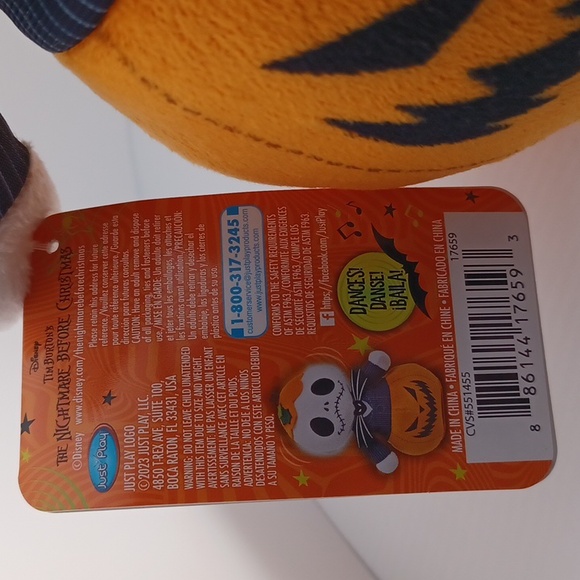 Disney
TIM BURTON'S
THE NIGHTMARE BEFORE CHRISTMAS
©Disney www.disney.com/thenightmarebeforechristmas
Please retain this address for future
reference./Veuillez conserver cette adresse
pour toute référence ultérieure./Guarde esta
dirección para futuras consultas.
CAUTION: Have an adult remove and dispose
of all packaging, ties and fasteners before
use./MISE EN GARDE: Un adulte doit retirer
et jeter tous les emballages, les attaches et
les fixations avant utilisation./PRECAUCIÓN:
Un adulto debe retirar y desechar el
embalaje, las ligaduras y los cierres de
plástico antes de su uso.
1-800-317-3245
customerservice@justplayproducts.com
www.justplayproducts.com
CONFORMS TO THE SAFETY REQUIREMENTS
OF ASTM F963./CONFORME AUX EXIGENCES
DE SÉCURITÉ ASTM F963./CUMPLE LOS
REQUISITOS DE SEGURIDAD DE ASTM F963.
f https://facebook.com/JustPlay
DANCES!
DANSE!
¡BAILA!
Just Play
JUST PLAY LOGO
©2023 JUST PLAY, LLC
4850 T-REX AVE, SUITE 100,
BOCA RATON, FL 33431 USA
WARNING: DO NOT LEAVE CHILD UNATTENDED
WITH THIS ITEM DUE TO SIZE AND WEIGHT.
AVERTISSEMENT: NE PAS LAISSER UN ENFANT
SANS SURVEILLANCE AVEC CET ARTICLE EN
RAISON DE LA TAILLE ET DU POIDS.
ADVERTENCIA: NO DEJE A LOS NIÑOS
DESATENDIDOS CON ESTE ARTÍCULO DEBIDO
A SU TAMAÑO Y PESO.
MADE IN CHINA • FABRIQUÉ EN CHINE • FABRICADO EN CHINA
CVS#551455
17659
8 86144 17659 3